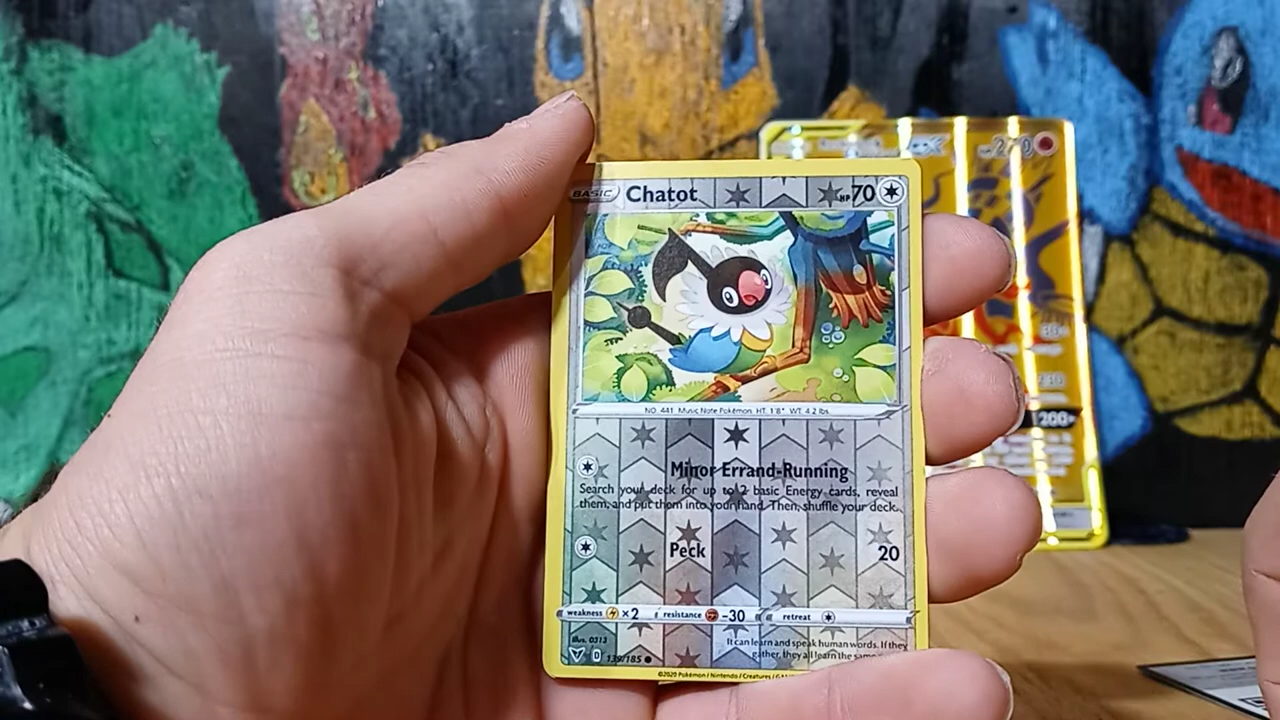 BASIC Chatot HP 70
NO. 441 Music Note Pokémon HT: 1'8" WT: 4.2 lbs.
Minor Errand-Running
Search your deck for up to 2 basic Energy cards, reveal
them, and put them into your hand. Then, shuffle your deck.
Peck 20
weakness ×2 resistance -30 retreat
Illus. 0313
It can learn and speak human words. If they
gather, they all learn the same
D 139/185
©2020 Pokémon / Nintendo / Creatures /